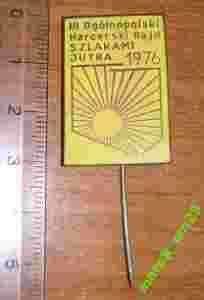 III Ogólnopolski
Harcerski Rajd
SZLAKAMI
JUTRA 1976